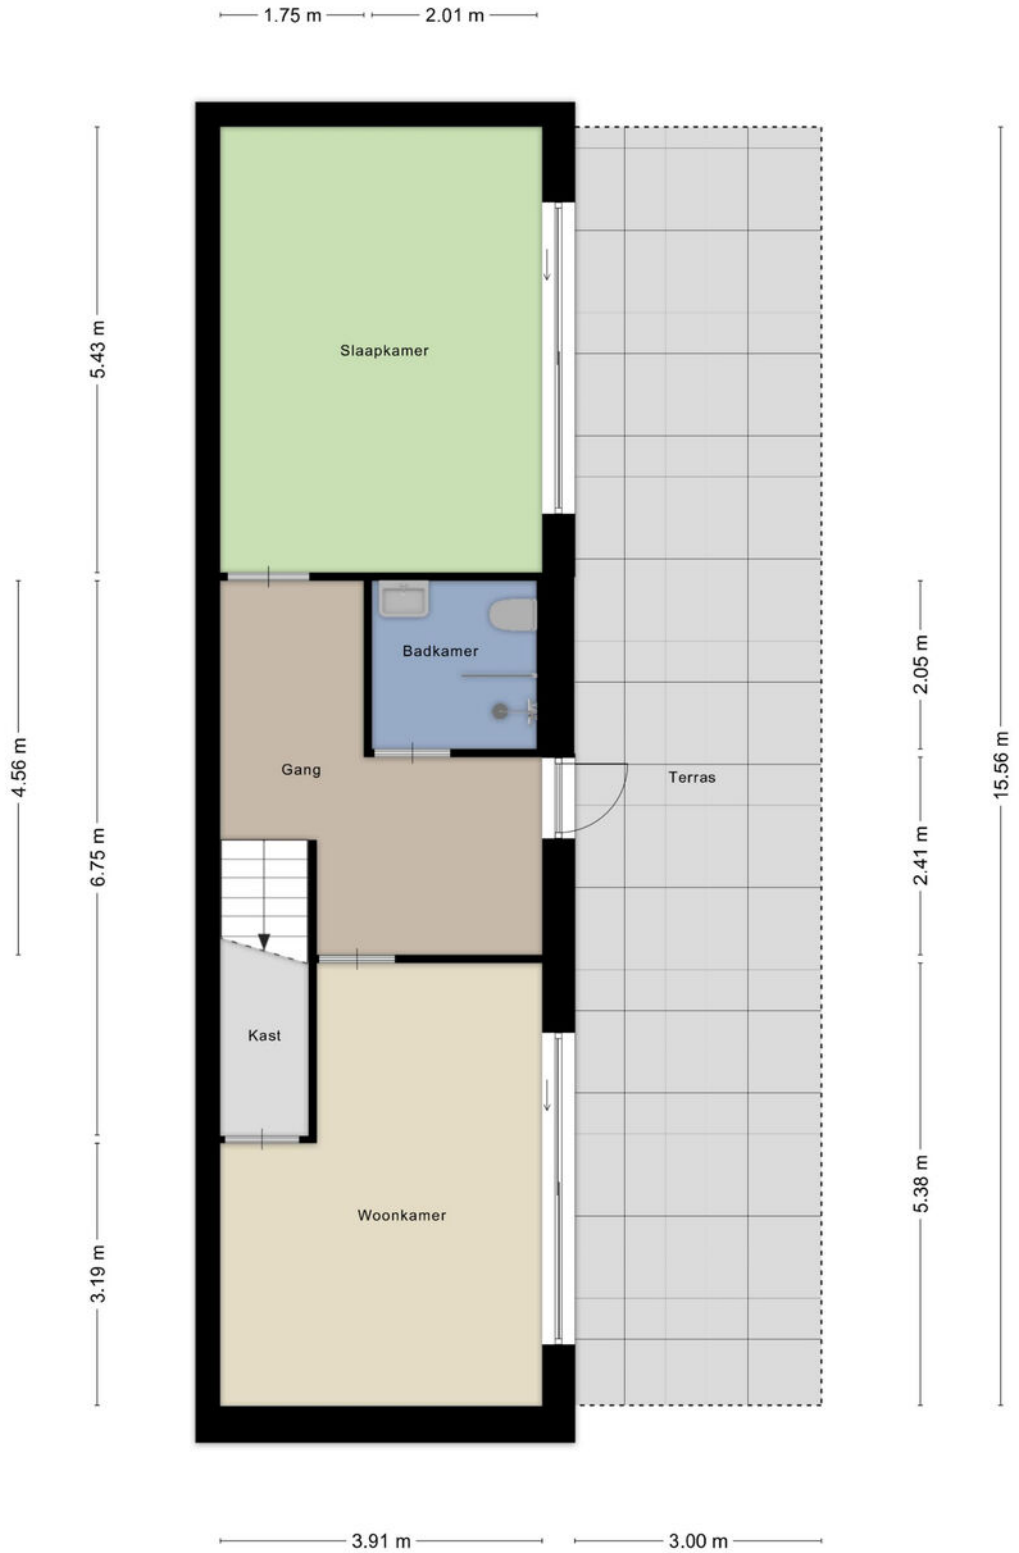 1.75 m
2.01 m
5.43 m
Slaapkamer
Badkamer
2.05 m
4.56 m
Gang
Terras
15.56 m
6.75 m
2.41 m
Kast
5.38 m
Woonkamer
3.19 m
3.91 m
3.00 m